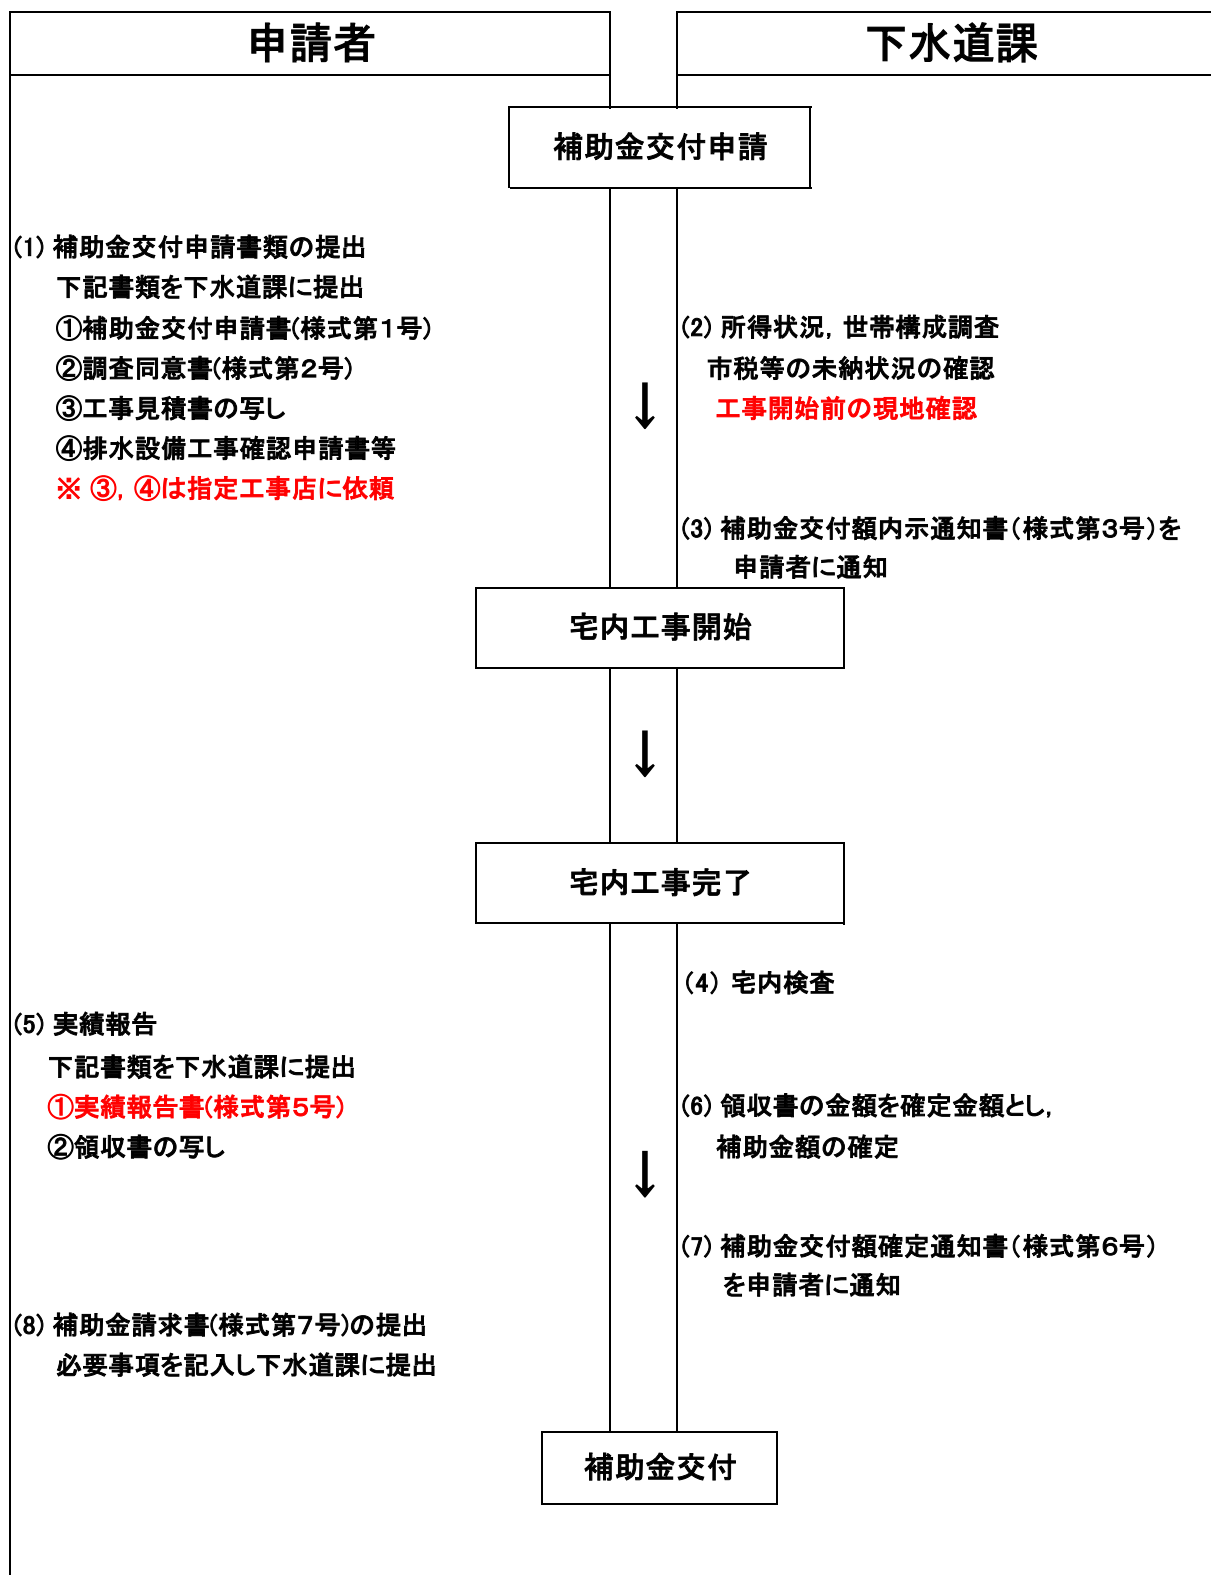 申請者
下水道課
補助金交付申請
(1) 補助金交付申請書類の提出
下記書類を下水道課に提出
①補助金交付申請書(様式第1号)
②調査同意書(様式第2号)
③工事見積書の写し
④排水設備工事確認申請書等
※ ③, ④は指定工事店に依頼
(2) 所得状況, 世帯構成調査
市税等の未納状況の確認
工事開始前の現地確認
↓
(3) 補助金交付額内示通知書(様式第3号)を
申請者に通知
宅内工事開始
↓
宅内工事完了
(4) 宅内検査
(5) 実績報告
下記書類を下水道課に提出
①実績報告書(様式第5号)
②領収書の写し
(6) 領収書の金額を確定金額とし,
補助金額の確定
↓
(7) 補助金交付額確定通知書(様式第6号)
を申請者に通知
(8) 補助金請求書(様式第7号)の提出
必要事項を記入し下水道課に提出
補助金交付